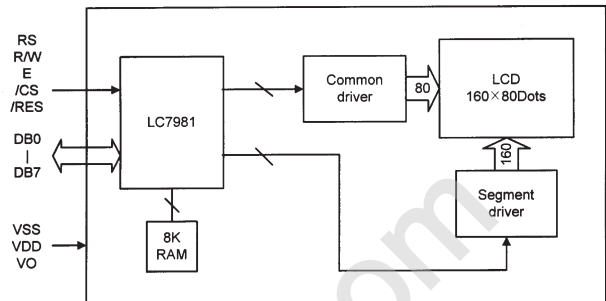 RS
R/W
E
/CS
/RES
DB0
|
DB7
VSS
VDD
VO
LC7981
8K
RAM
Common
driver
80
LCD
160×80Dots
160
Segment
driver
com